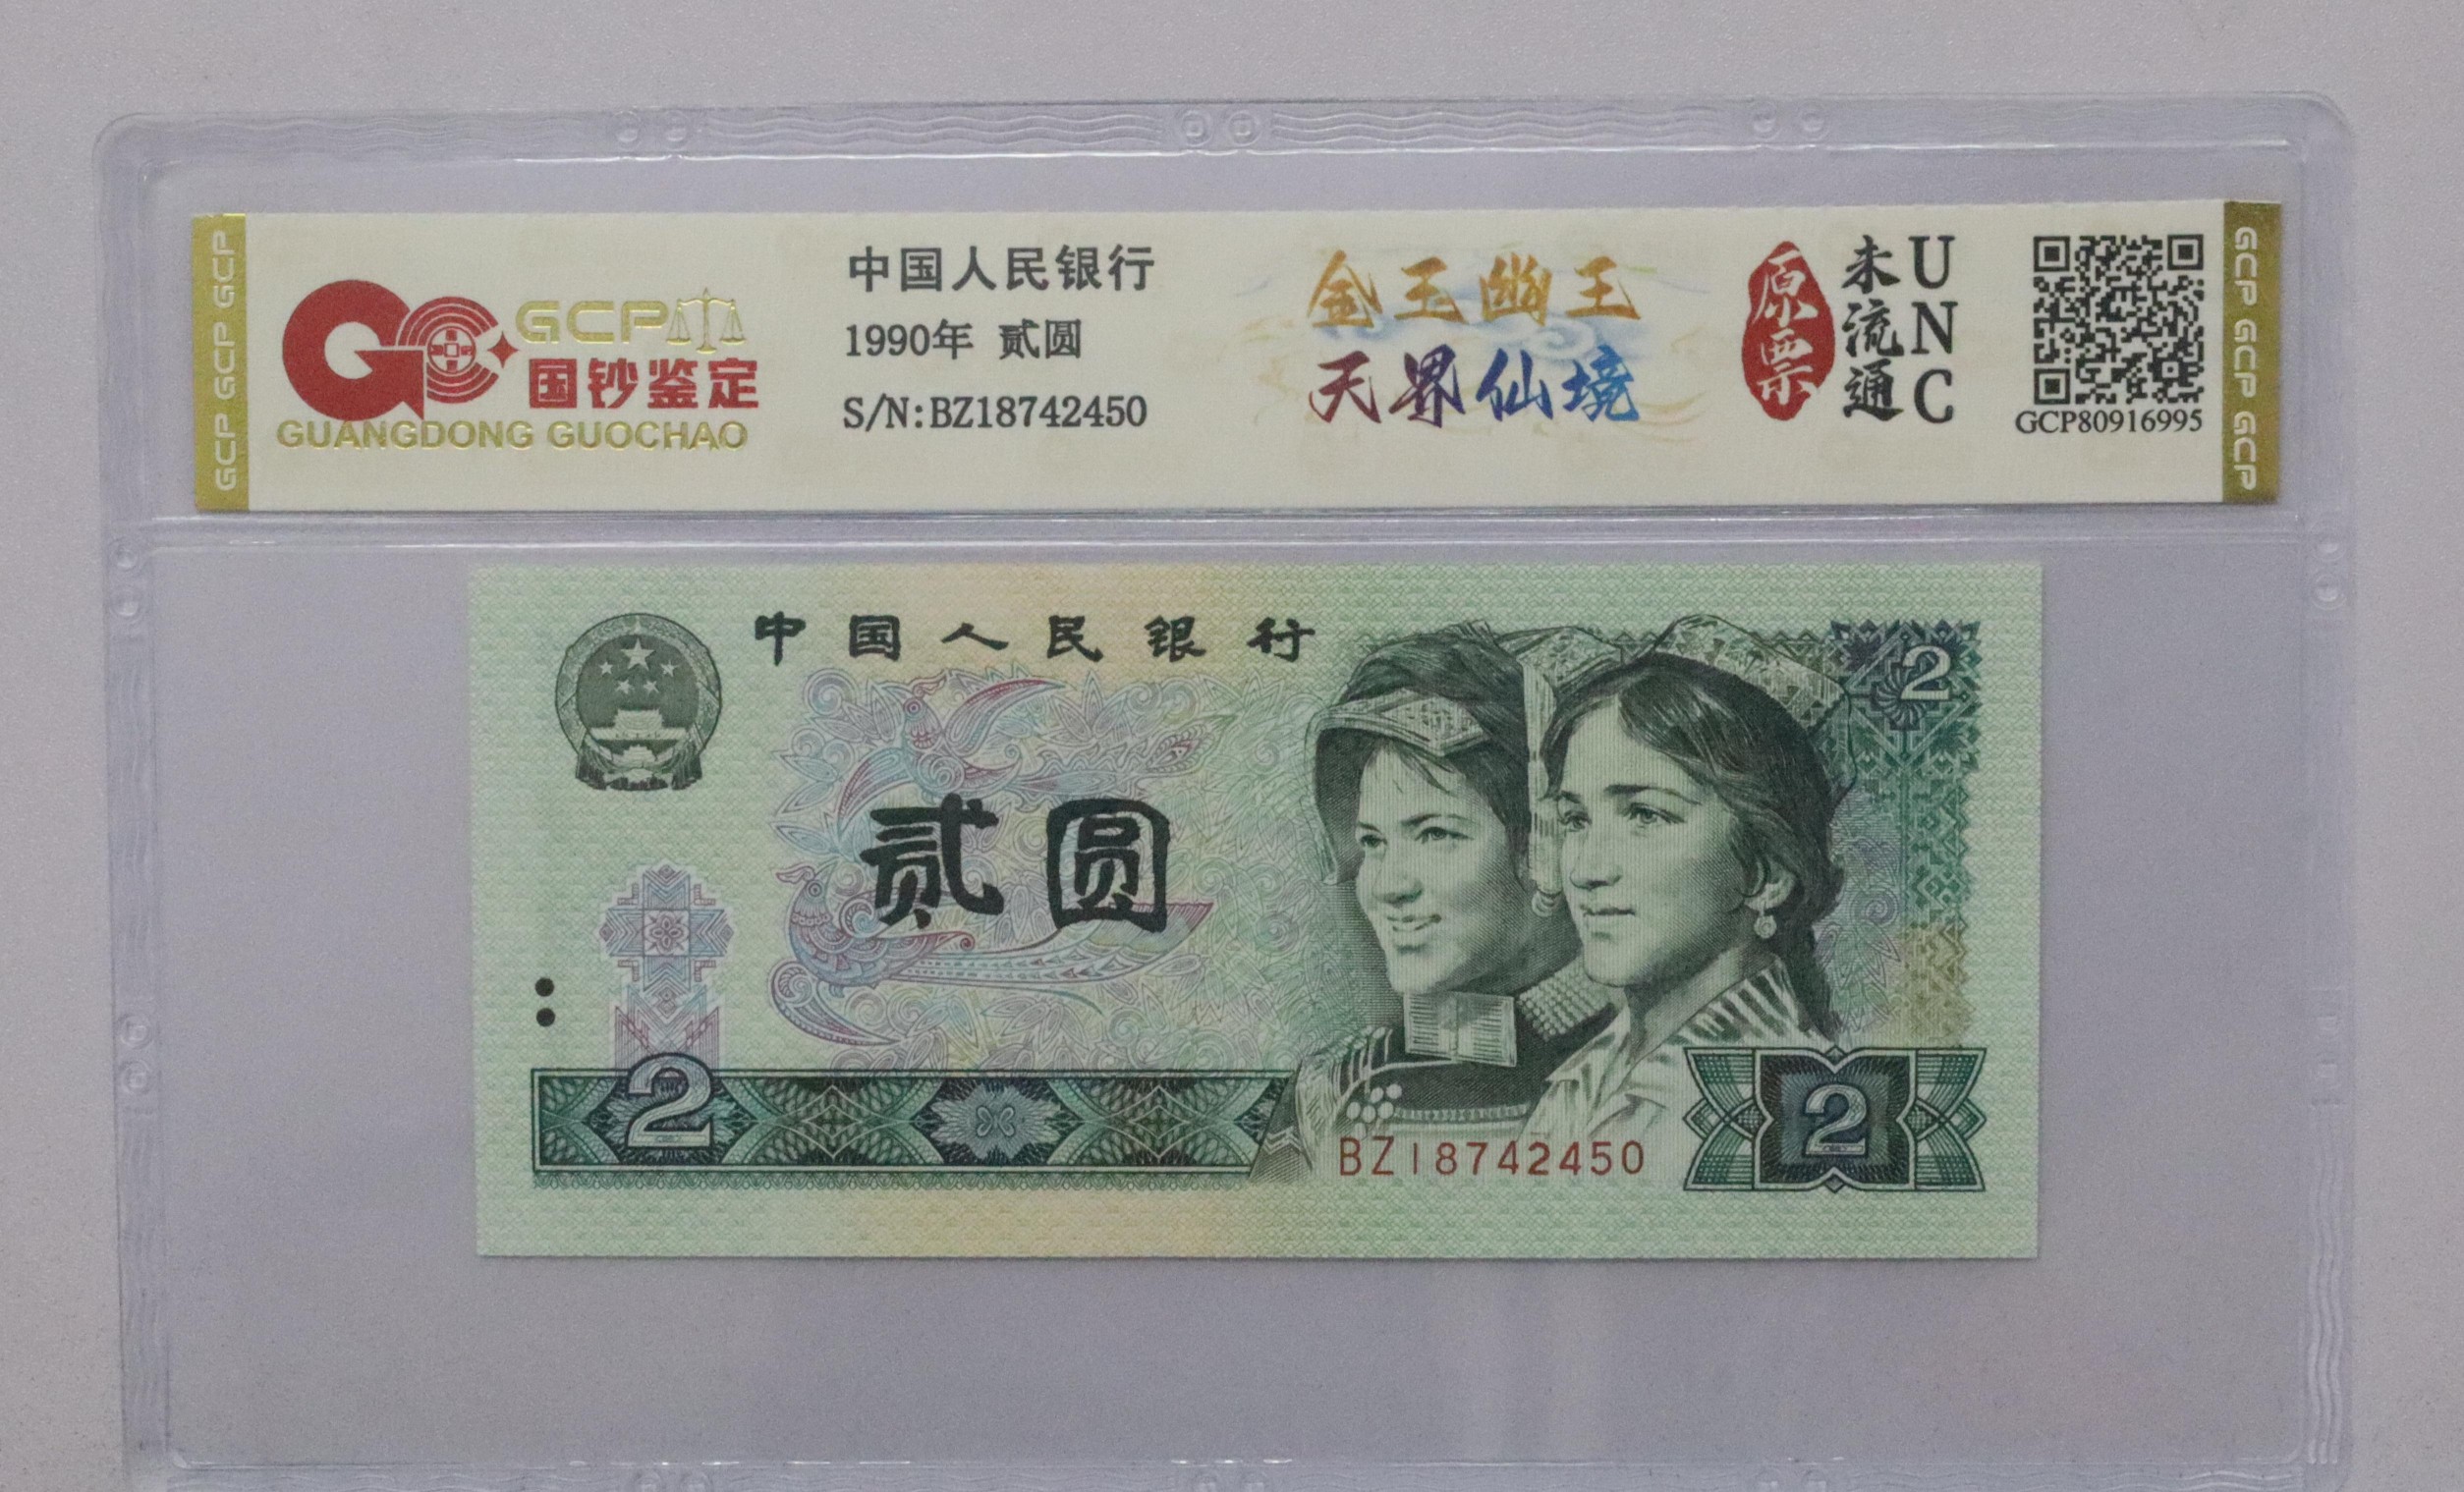 GCP GCP GCP
GCP
国钞鉴定
GUANGDONG GUOCHAO
中国人民银行
1990年 贰圆
S/N:BZ18742450
金玉幽王
天界仙境
原票
未流通
UNC
GCP80916995
GCP GCP GCP
中国人民银行
2
贰圆
2
BZ18742450
2